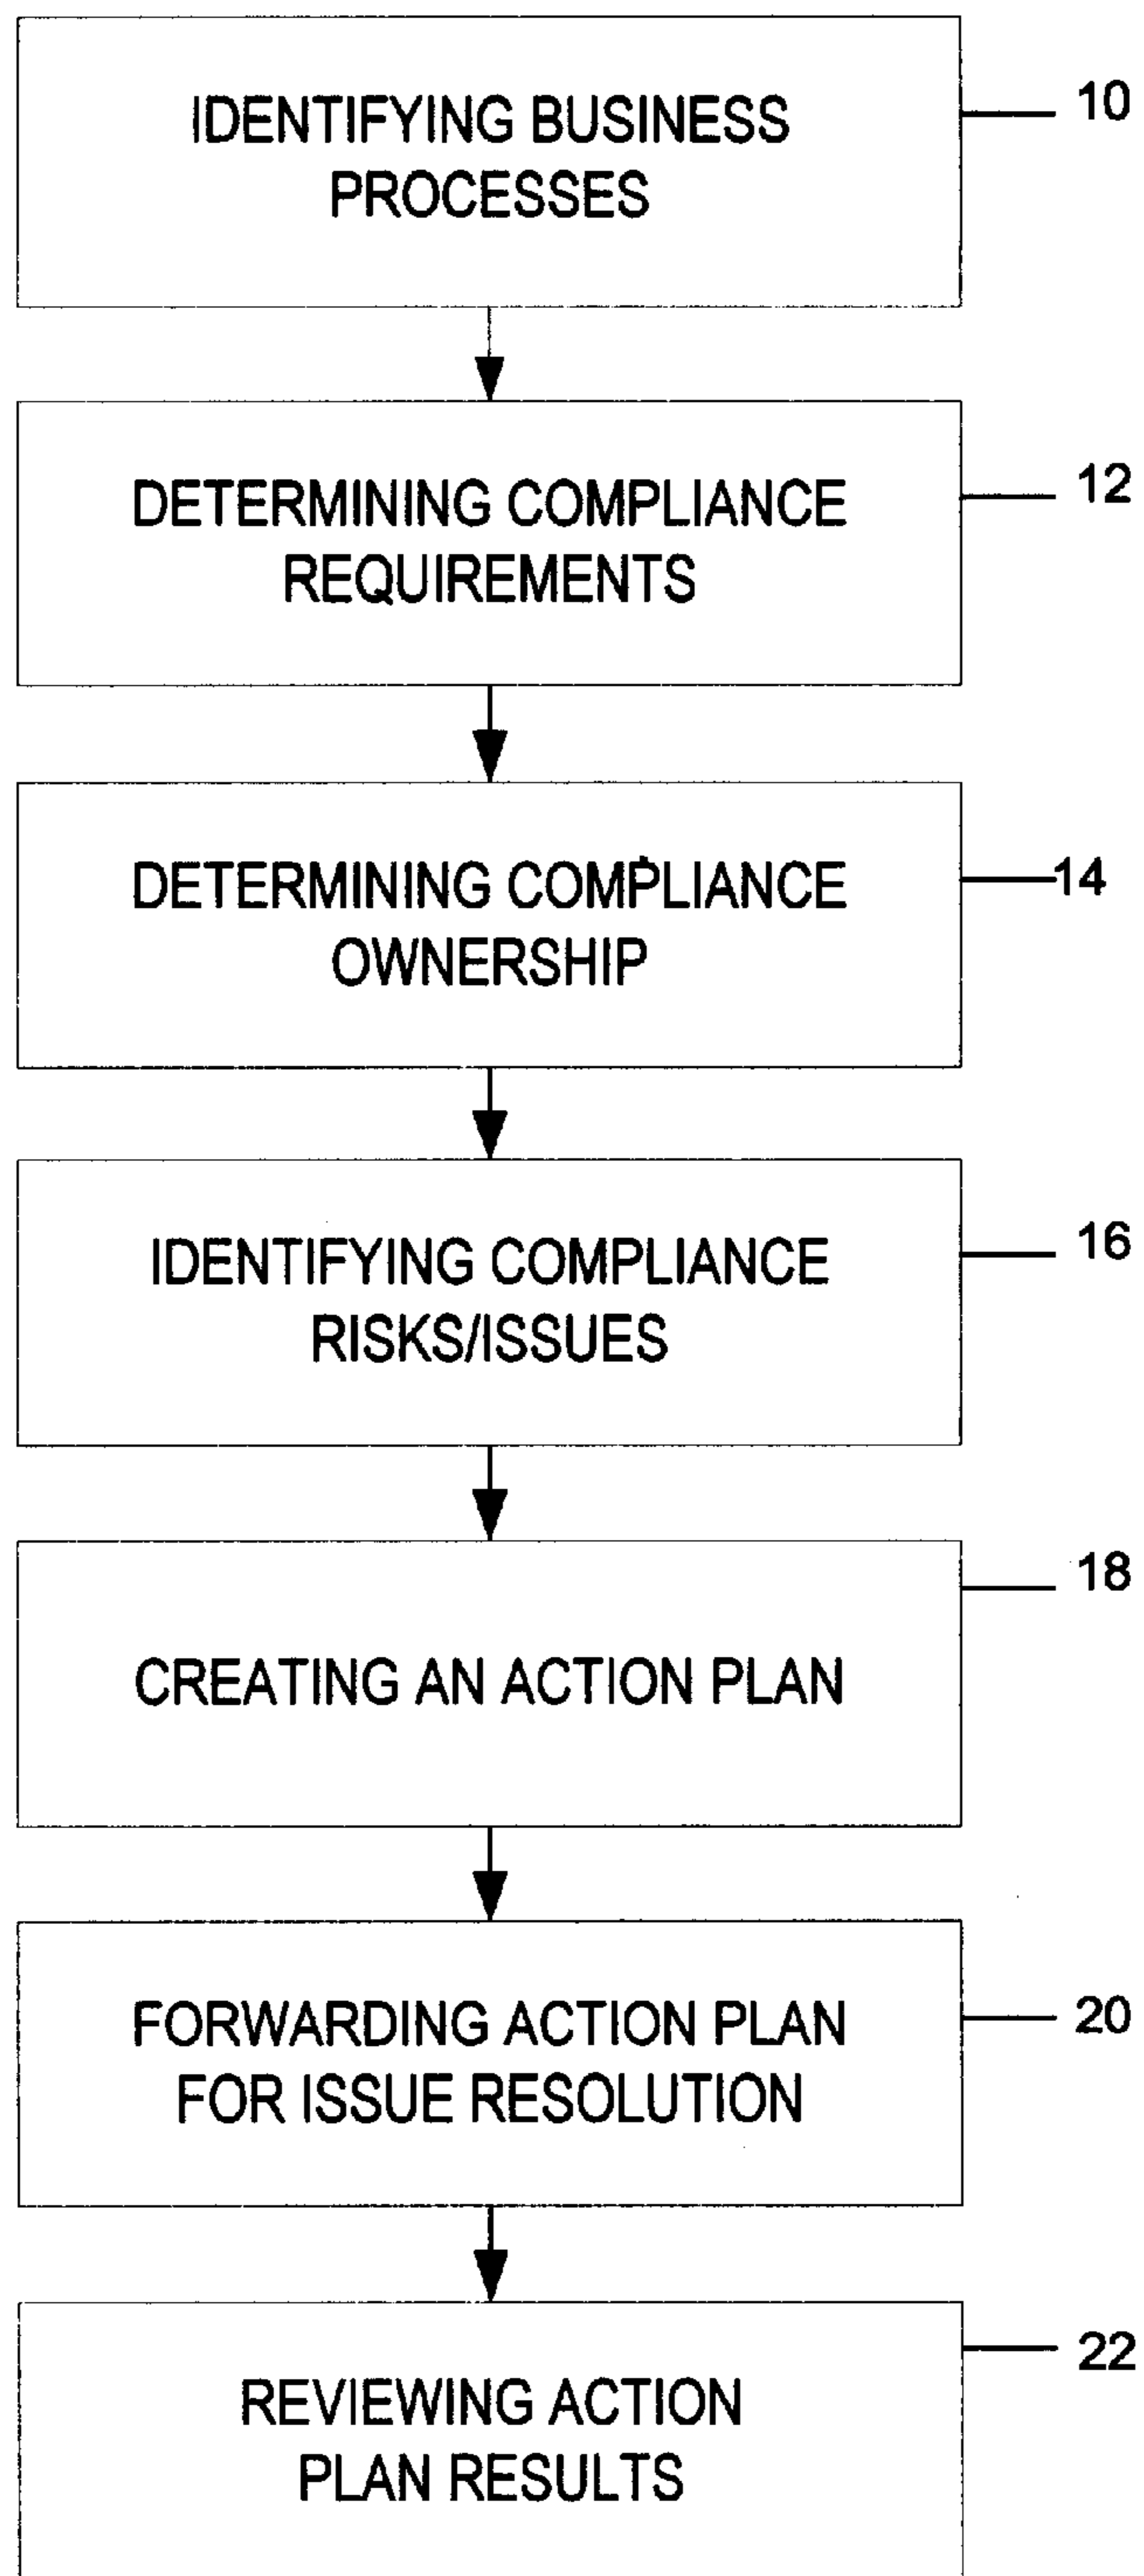 IDENTIFYING BUSINESS
PROCESSES
10
DETERMINING COMPLIANCE
REQUIREMENTS
12
DETERMINING COMPLIANCE
OWNERSHIP
14
IDENTIFYING COMPLIANCE
RISKS/ISSUES
16
CREATING AN ACTION PLAN
18
FORWARDING ACTION PLAN
FOR ISSUE RESOLUTION
20
REVIEWING ACTION
PLAN RESULTS
22